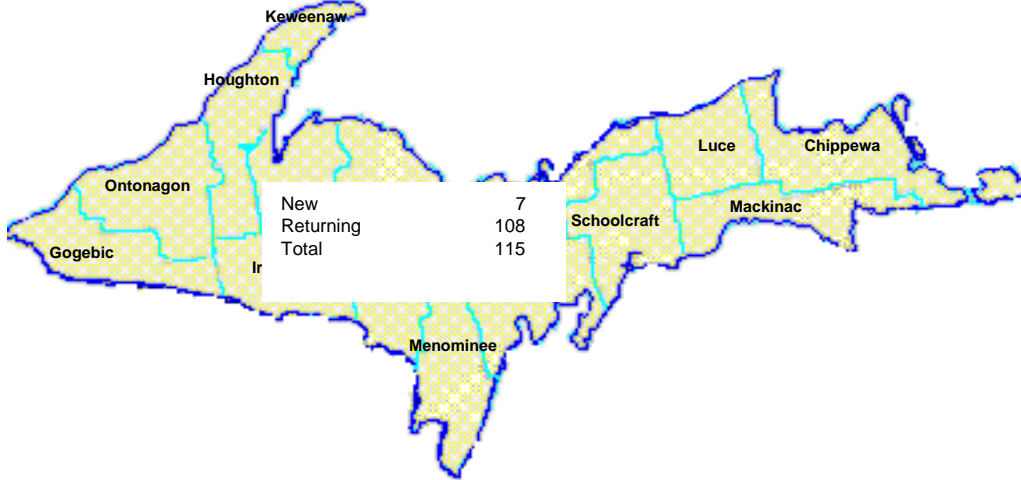 Keweenaw
Houghton
Luce
Chippewa
Ontonagon
New 7
Returning 108
Total 115
Mackinac
Schoolcraft
Gogebic
Menominee